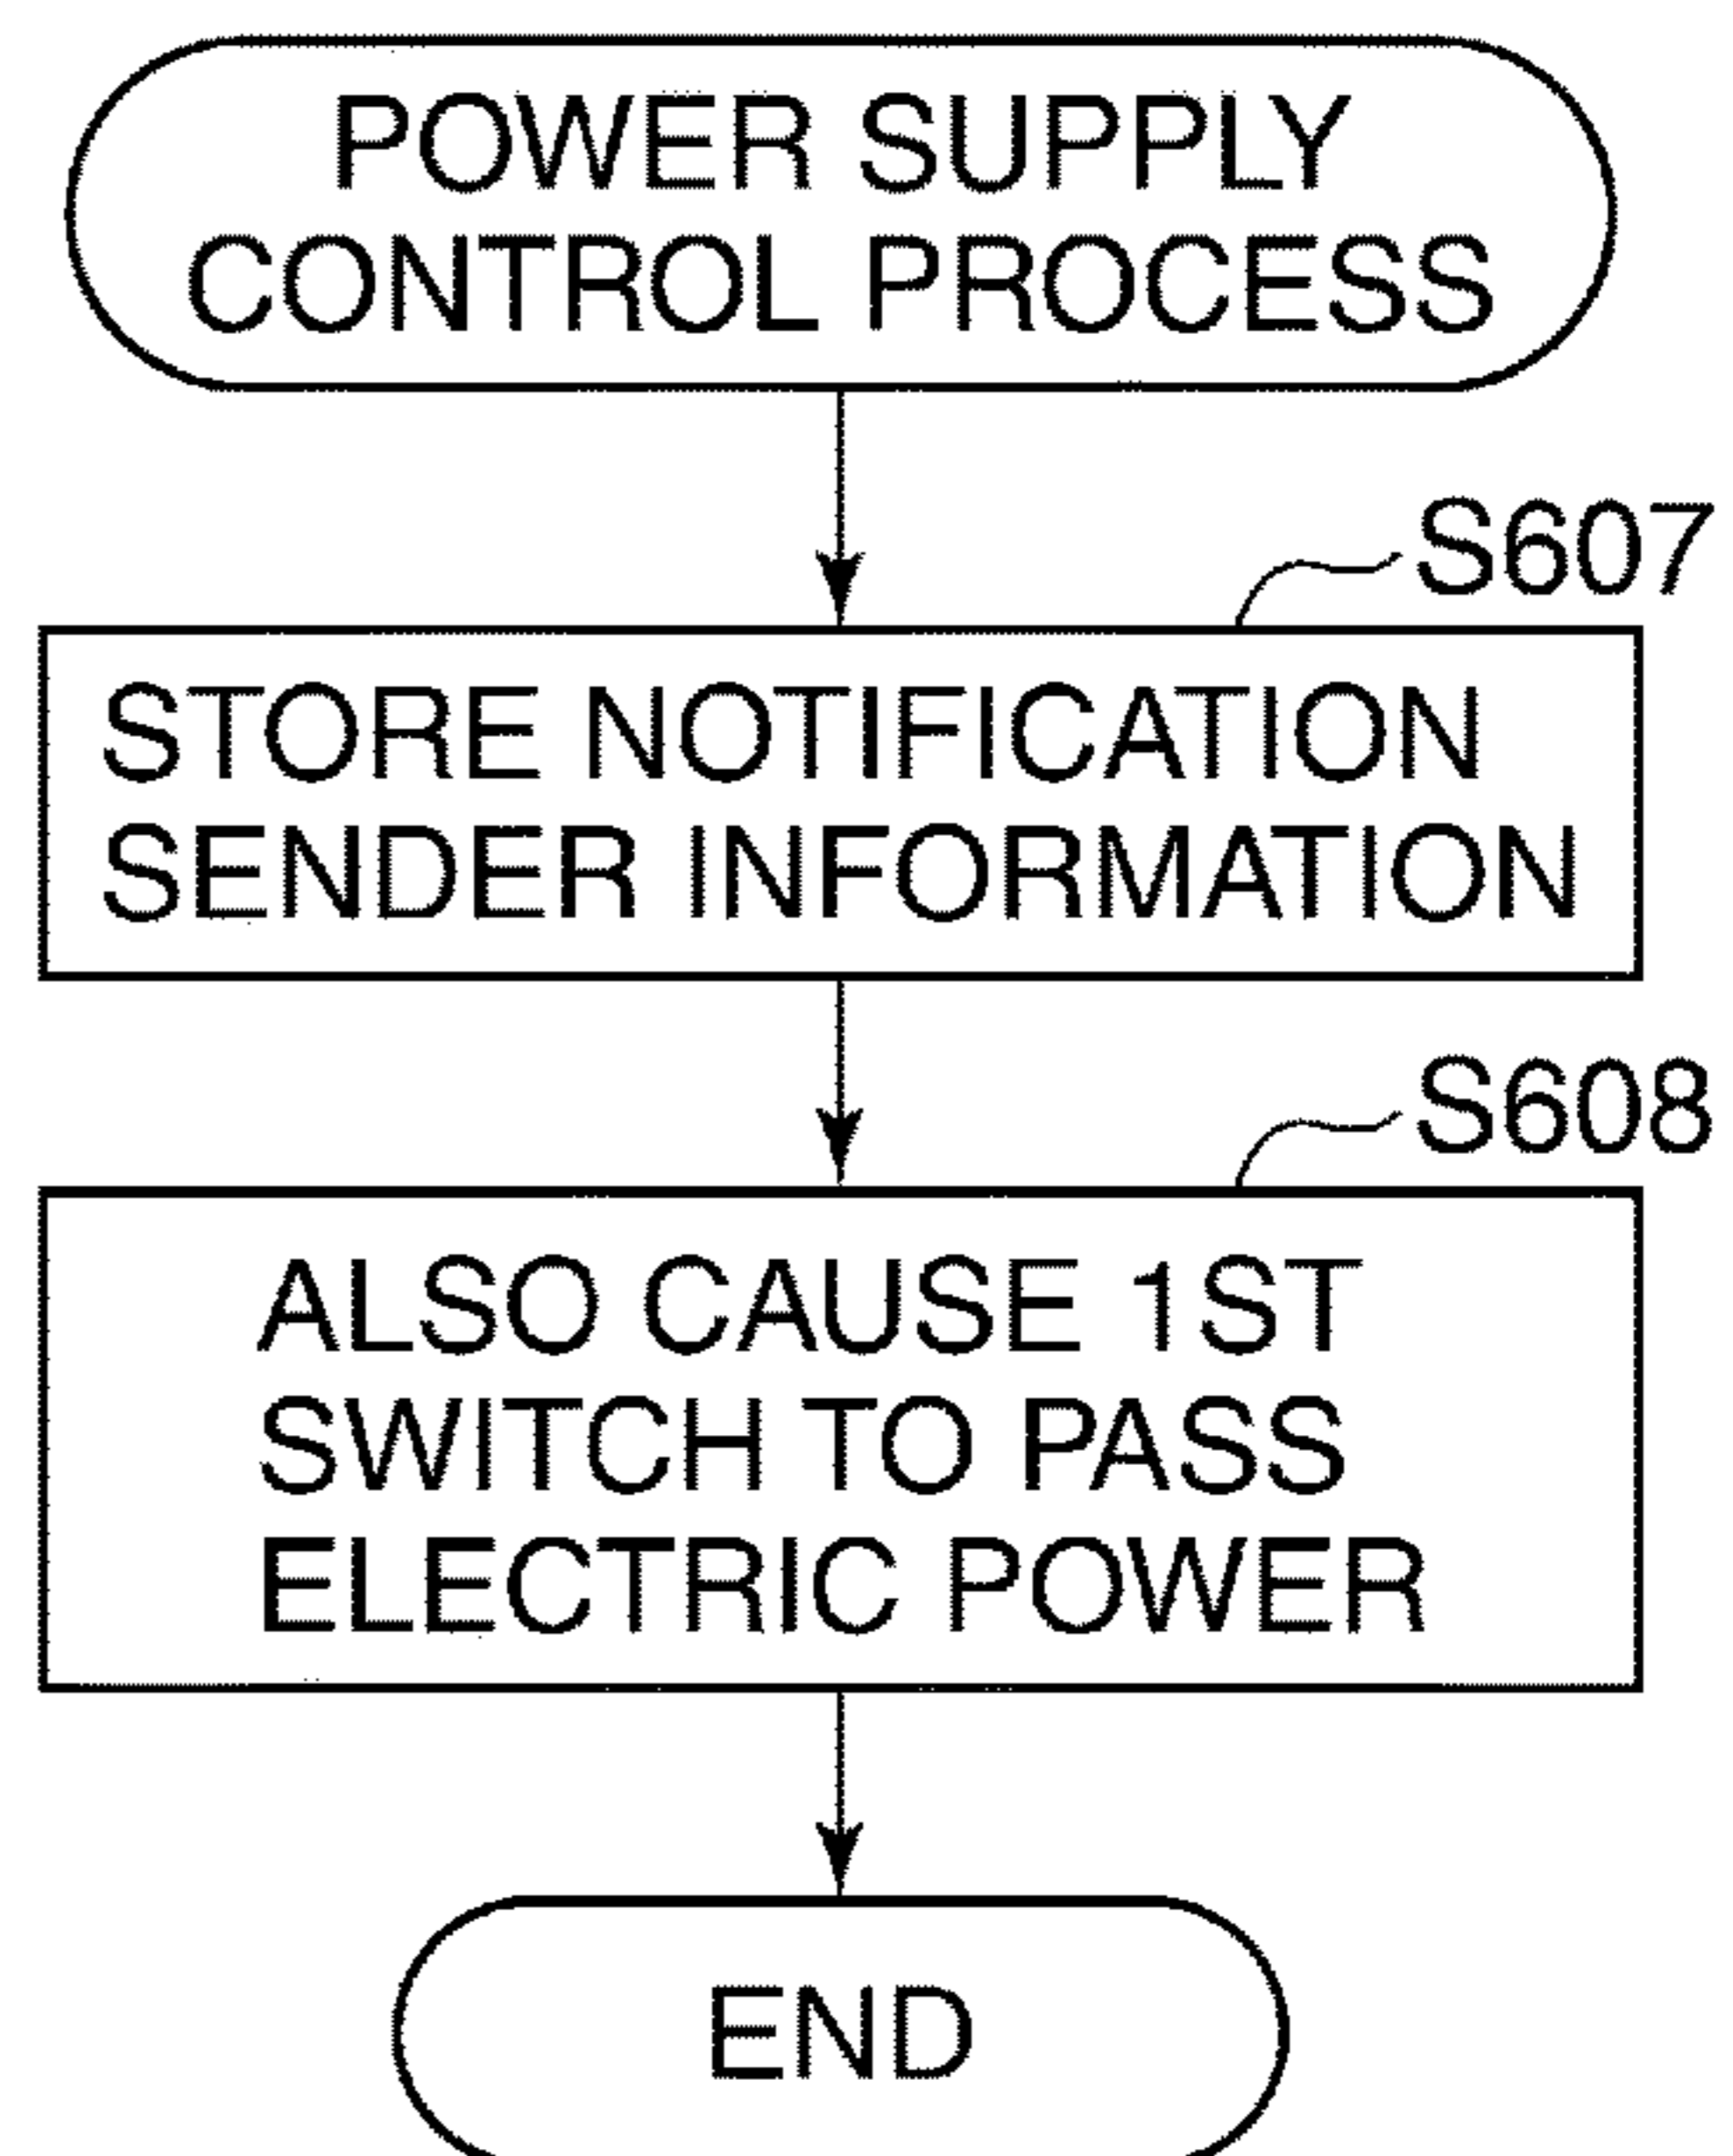 POWER SUPPLY
CONTROL PROCESS
S607
STORE NOTIFICATION
SENDER INFORMATION
S608
ALSO CAUSE 1ST
SWITCH TO PASS
ELECTRIC POWER
END